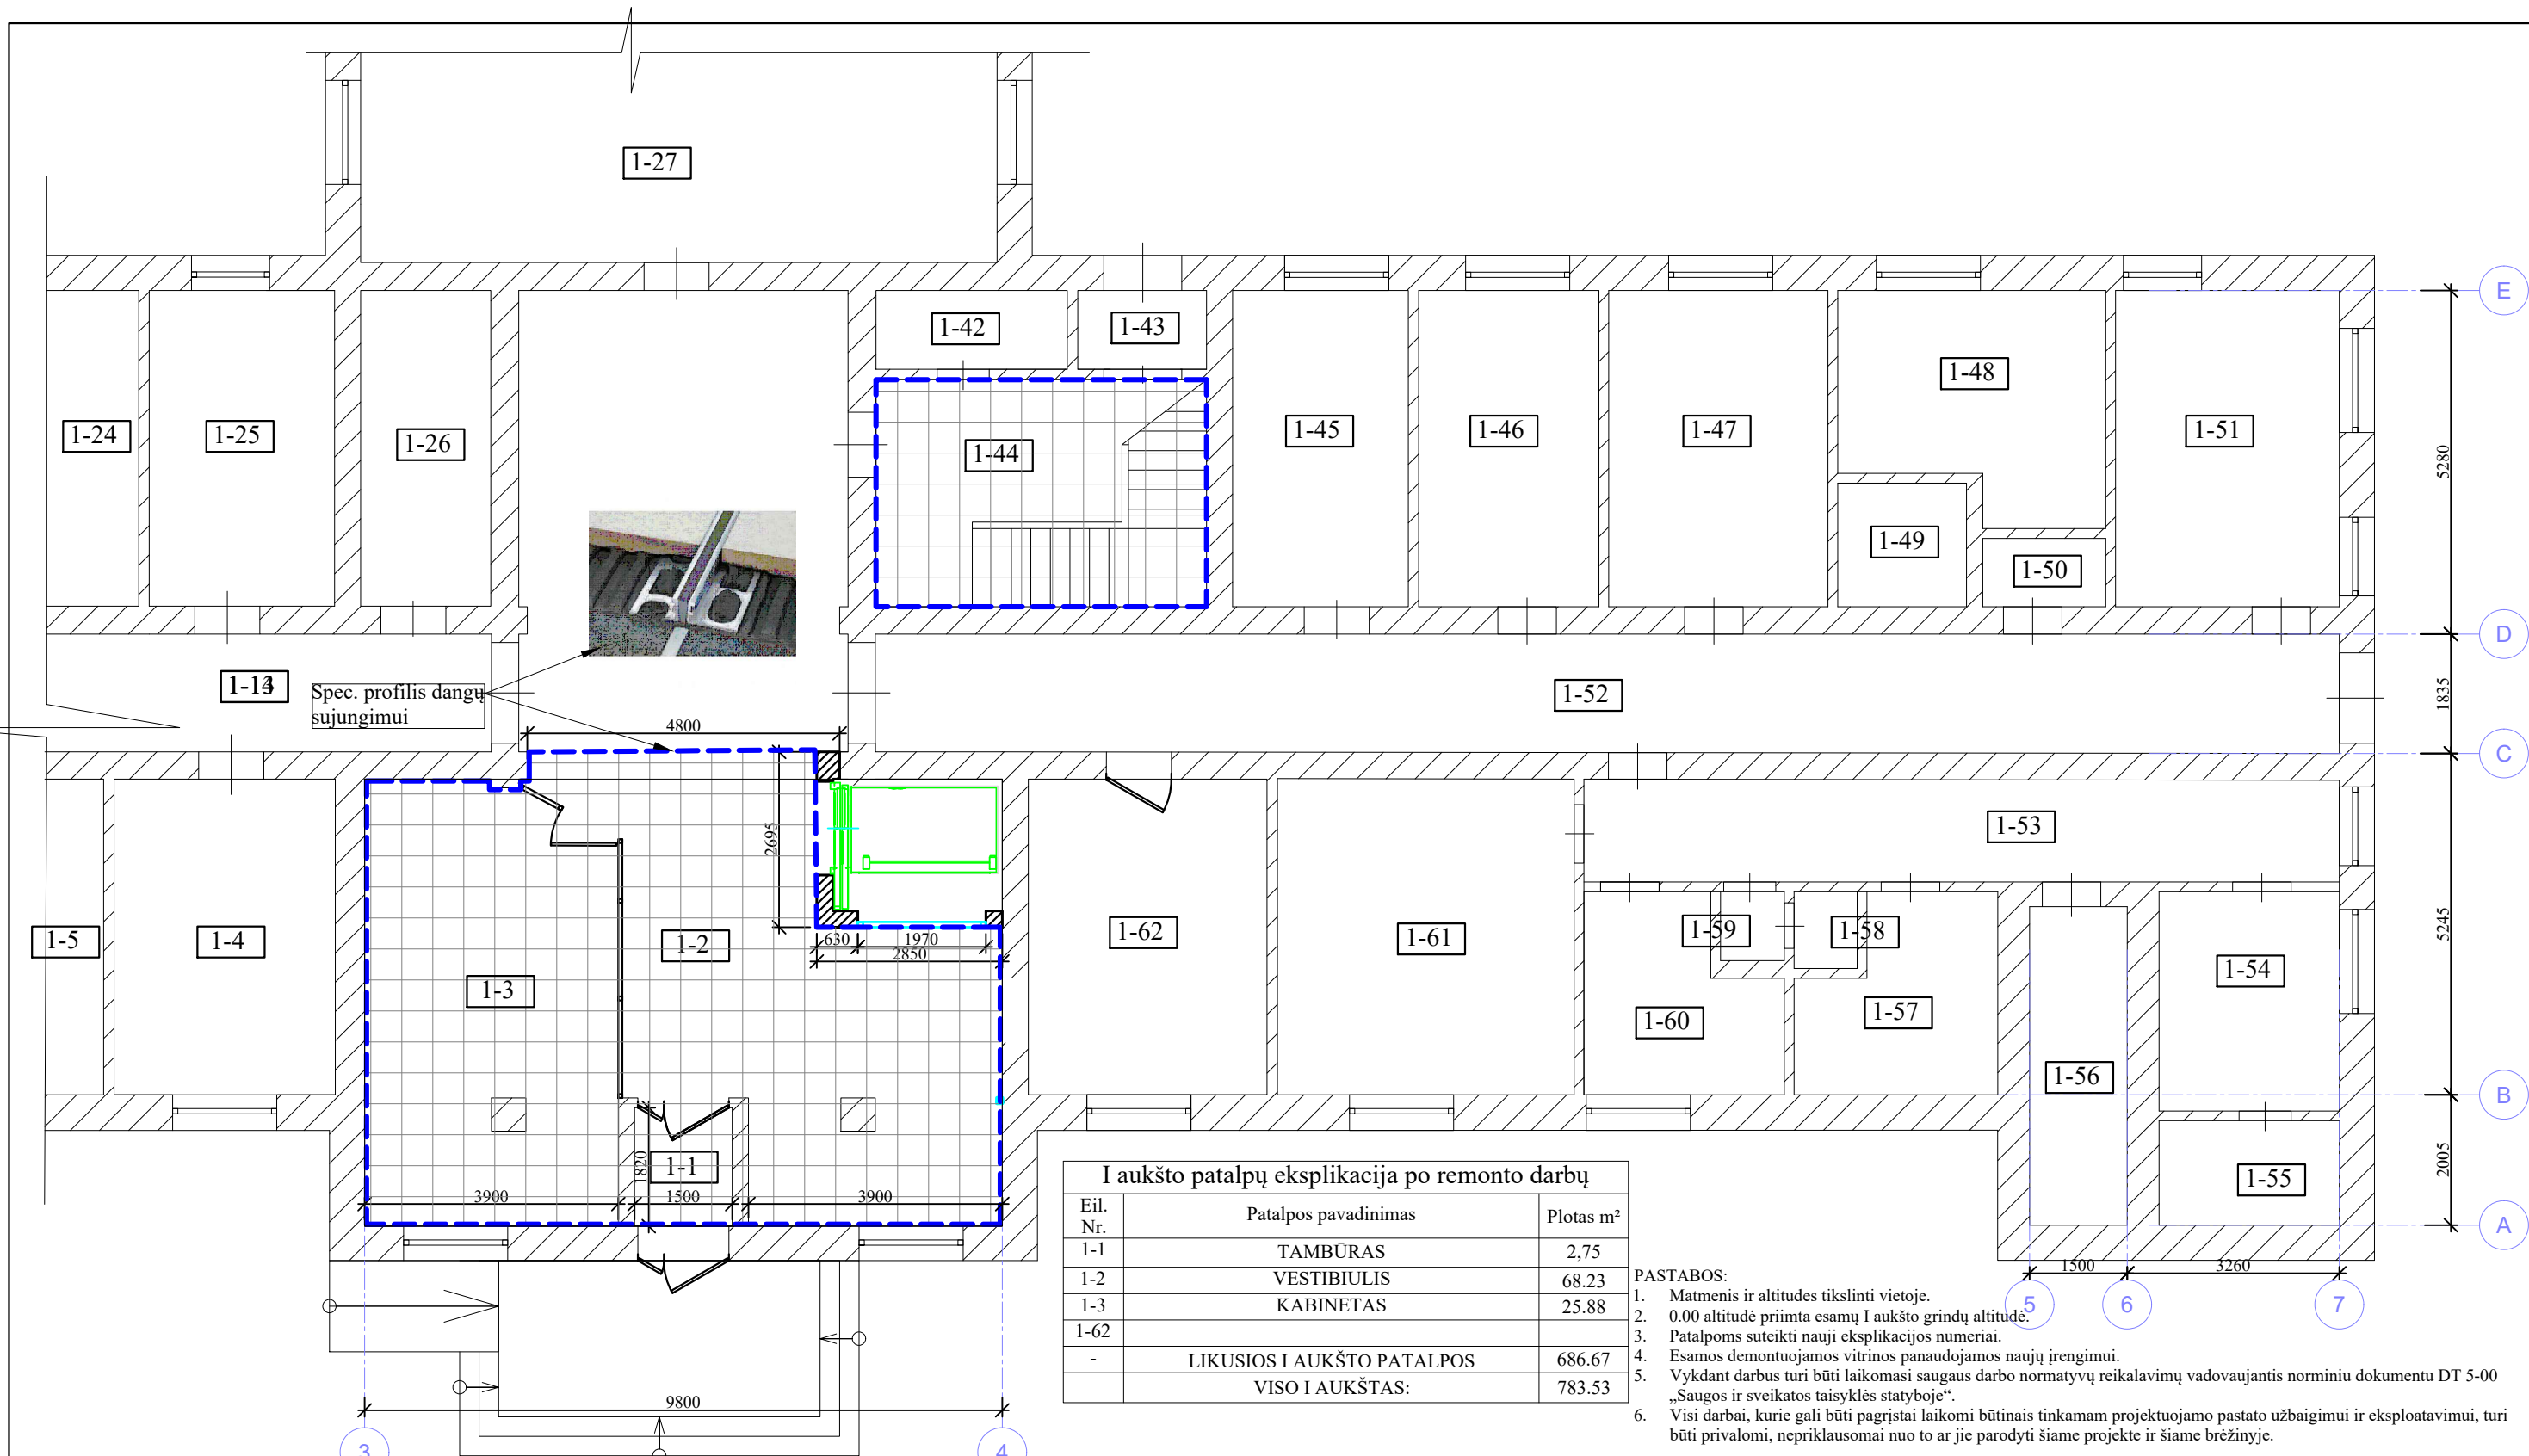 1-27
E
1-42
1-43
1-24
1-25
1-26
1-44
1-45
1-46
1-47
1-48
1-51
5280
1-49
1-50
D
1-52
1835
Spec. profilis dangų
sujungimui
4800
C
2695
1-53
5245
1-5
1-4
1-3
1-2
630
1970
2850
1-62
1-61
1-59
1-58
1-60
1-57
1-54
1-56
B
1820
1-1
3900
1500
3900
2005
1-55
A
I aukšto patalpų eksplikacija po remonto darbų
Eil. Nr. Patalpos pavadinimas Plotas m²
1-1 TAMBŪRAS 2,75
1-2 VESTIBIULIS 68.23
1-3 KABINETAS 25.88
1-62
- LIKUSIOS I AUKŠTO PATALPOS 686.67
VISO I AUKŠTAS: 783.53
1500
3260
5
6
7
PASTABOS:
1. Matmenis ir altitudes tikslinti vietoje.
2. 0.00 altitudė priimta esamų I aukšto grindų altitudė.
3. Patalpoms suteikti nauji eksplikacijos numeriai.
4. Esamos demontuojamos vitrinos panaudojamos naujų įrengimui.
5. Vykdant darbus turi būti laikomasi saugaus darbo normatyvų reikalavimų vadovaujantis norminiu dokumentu DT 5-00
„Saugos ir sveikatos taisyklės statyboje“.
6. Visi darbai, kurie gali būti pagrįstai laikomi būtinais tinkamam projektuojamo pastato užbaigimui ir eksploatavimui, turi
būti privalomi, nepriklausomai nuo to ar jie parodyti šiame projekte ir šiame brėžinyje.
9800
3
4